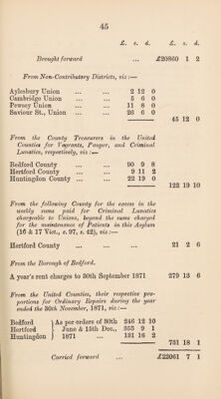 45
£. s. d. £. s. d.
Brought forward ... £20860 1 2
From Non-Contributory Districts, viz :—
Aylesbury Union ... ... 2 12 0
Cambridge Union ... ... 5 6 0
Pewsey Union ... ... 11 8 0
Saviour St., Union ... ... 26 6 0
45 12 0
From the County Treasurers in the United
Counties for Vagrants, Pauper, and Criminal
Lunatics, respectively, viz :—
Bedford County ... ... 90 9 8
Hertford County ... ... 9 11 2
Huntingdon County ... ... 22 19 0
122 19 10
From the following County for the excess in the
weekly sums paid for Criminal Lunatics
chargeable to Unions, beyond the sums charged
for the maintenance of Patients in this Asylum
(16 & 17 Vict., c. 97, s. 42), viz :—
Hertford County ... ... 21 2 6
From the Borough of Bedford.
A year's rent charges to 30th September 1871 279 13 6
From the United Counties, their respective pro-
portions for Ordinary Repairs during the year
ended the 30th November, 1871, viz :—
Bedford } As per orders of 30th 246 12 10
Hertford } June & 15th Dec., 353 9 1
Huntingdon } 1871 ... ... 131 16 2
731 18 1
Carried forward ... £22061 7 1